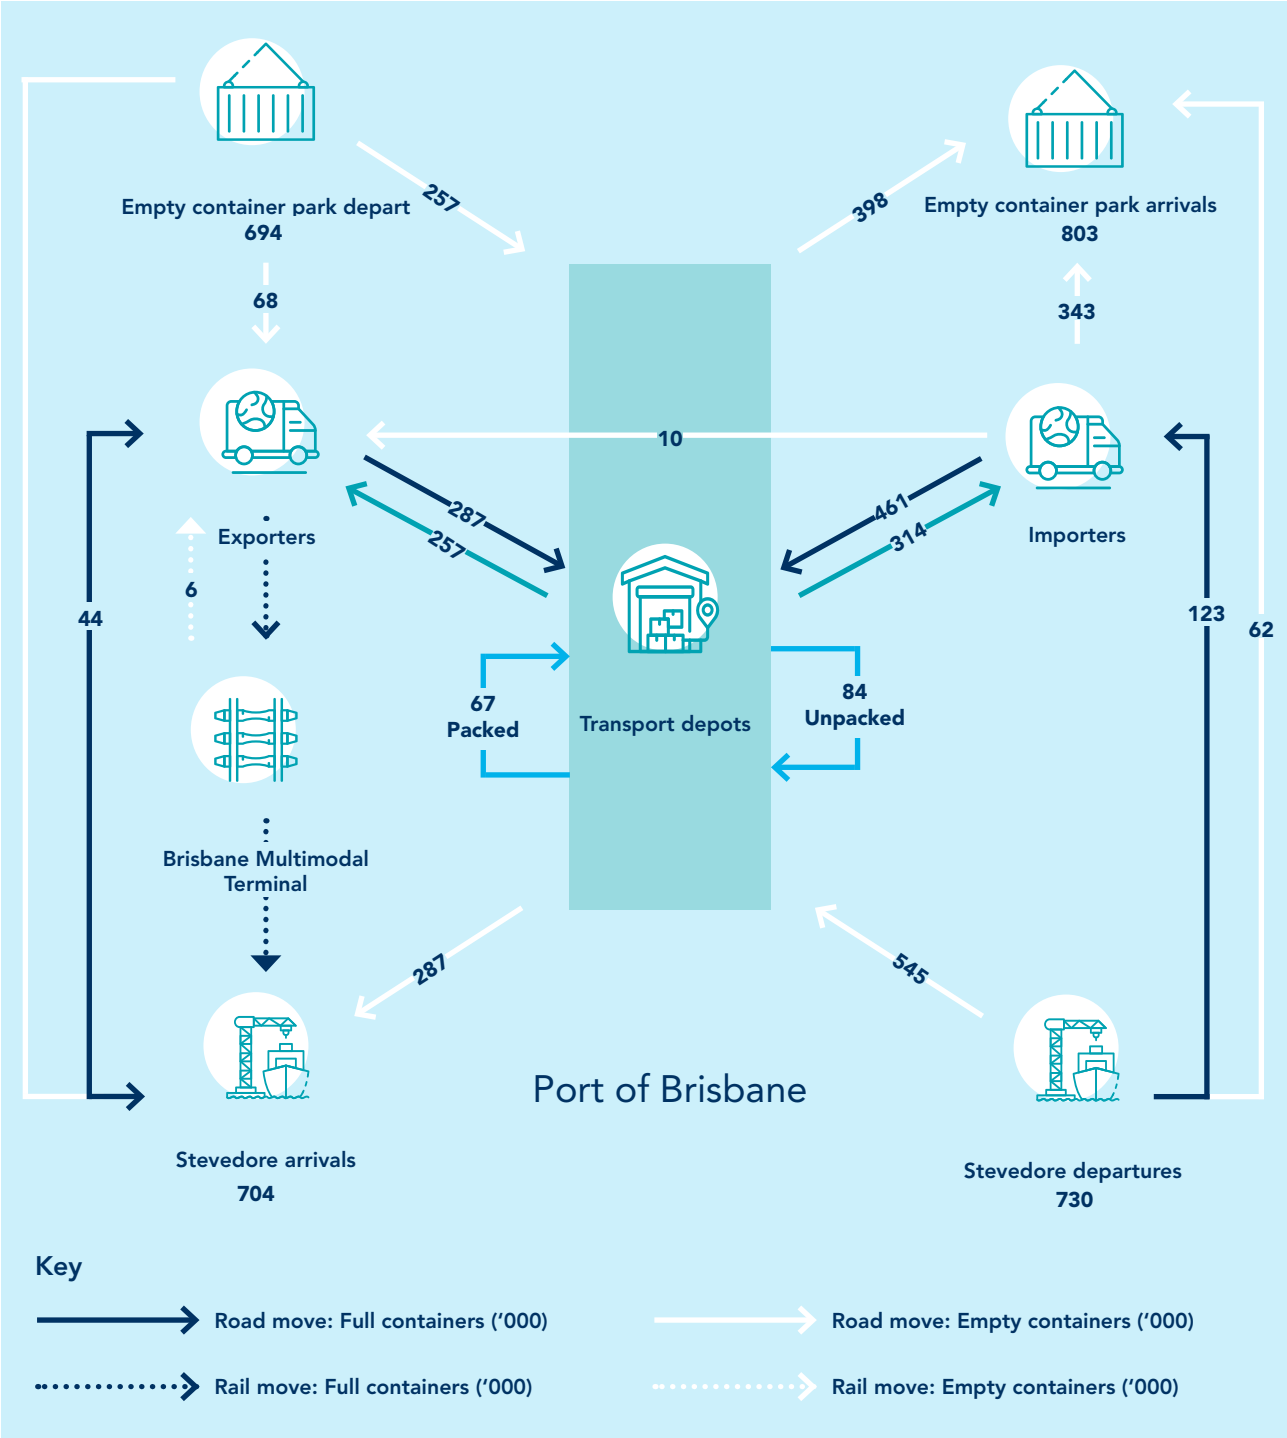 257
Empty container park depart
694
398
Empty container park arrivals
803
68
343
10
287
257
461
314
Exporters
Importers
6
44
123
62
67
Packed
Transport depots
84
Unpacked
Brisbane Multimodal
Terminal
287
545
Port of Brisbane
Stevedore arrivals
704
Stevedore departures
730
Key
Road move: Full containers (’000)
Road move: Empty containers (’000)
Rail move: Full containers (’000)
Rail move: Empty containers (’000)